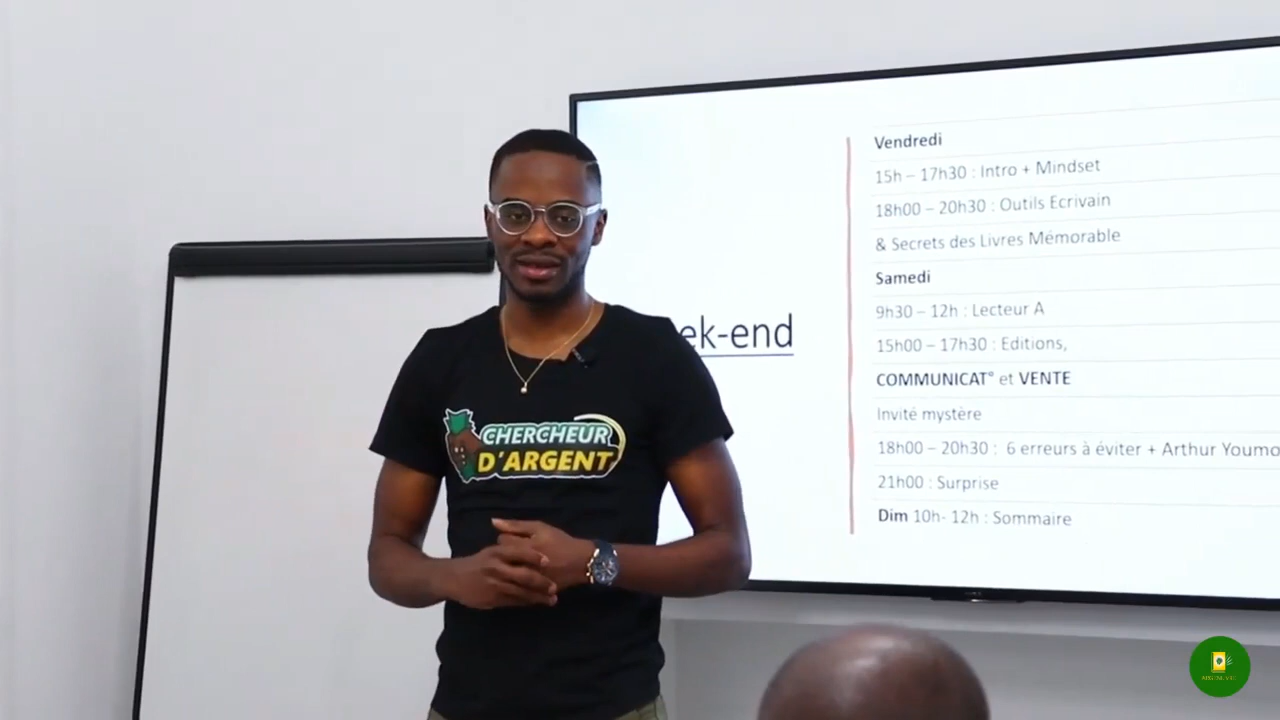 CHERCHEUR
D'ARGENT
ek-end
Vendredi
15h – 17h30 : Intro + Mindset
18h00 – 20h30 : Outils Ecrivain
& Secrets des Livres Mémorable
Samedi
9h30 – 12h : Lecteur A
15h00 – 17h30 : Editions,
COMMUNICAT° et VENTE
Invité mystère
18h00 – 20h30 : 6 erreurs à éviter + Arthur Youmo
21h00 : Surprise
Dim 10h- 12h : Sommaire